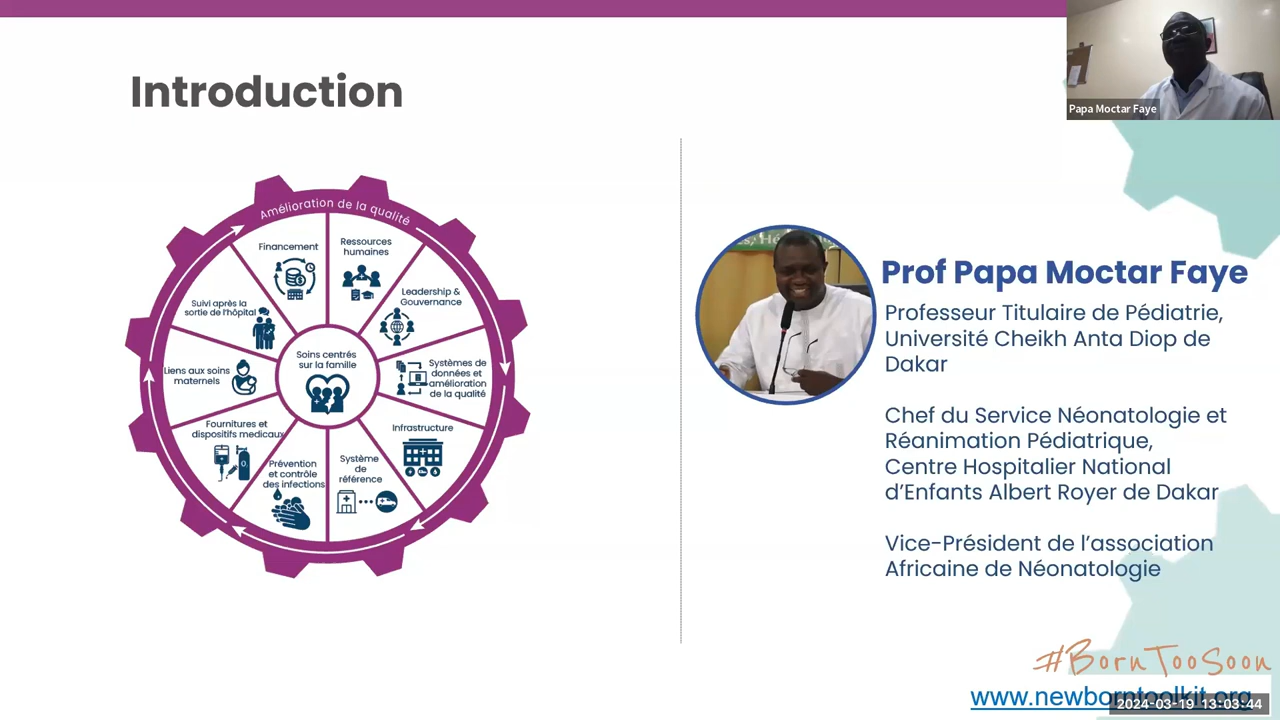 Introduction
Papa Moctar Faye
Amélioration de la qualité
Financement
Ressources
humaines
Leadership &
Gouvernance
Systèmes de
données et
amélioration
de la qualité
Infrastructure
Système
de
référence
Prévention
et contrôle
des infections
Fournitures et
dispositifs medicaux
Liens aux soins
maternels
Suivi après la
sortie de l'hôpital
Soins centrés
sur la famille
Prof Papa Moctar Faye
Professeur Titulaire de Pédiatrie,
Université Cheikh Anta Diop de
Dakar
Chef du Service Néonatologie et
Réanimation Pédiatrique,
Centre Hospitalier National
d'Enfants Albert Royer de Dakar
Vice-Président de l'association
Africaine de Néonatologie
#BornTooSoon
www.newborntoolkit.org
2024-03-19 13:03:44